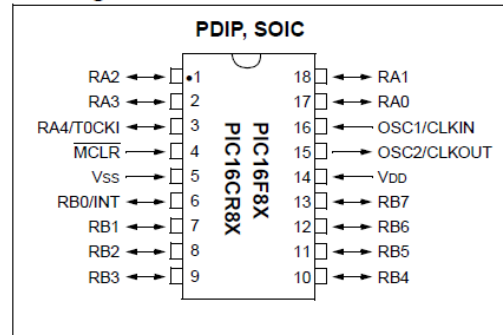 PDIP, SOIC
RA2 •1 18 RA1
RA3 2 17 RA0
RA4/T0CKI 3 16 OSC1/CLKIN
MCLR 4 15 OSC2/CLKOUT
VSS 5 14 VDD
RB0/INT 6 13 RB7
RB1 7 12 RB6
RB2 8 11 RB5
RB3 9 10 RB4
PIC16F8X
PIC16CR8X